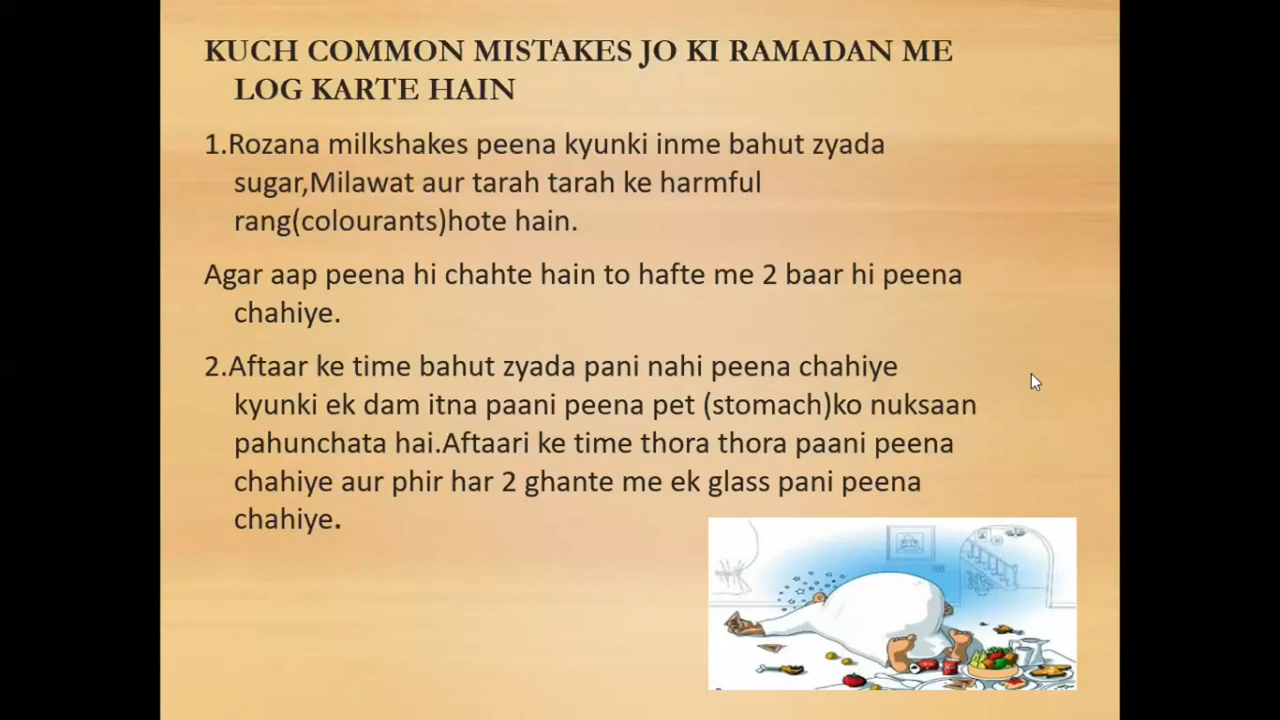 KUCH COMMON MISTAKES JO KI RAMADAN ME
LOG KARTE HAIN
1.Rozana milkshakes peena kyunki inme bahut zyada
sugar,Milawat aur tarah tarah ke harmful
rang(colourants)hote hain.
Agar aap peena hi chahte hain to hafte me 2 baar hi peena
chahiye.
2.Aftaar ke time bahut zyada pani nahi peena chahiye
kyunki ek dam itna paani peena pet (stomach)ko nuksaan
pahunchata hai.Aftaari ke time thora thora paani peena
chahiye aur phir har 2 ghante me ek glass pani peena
chahiye.